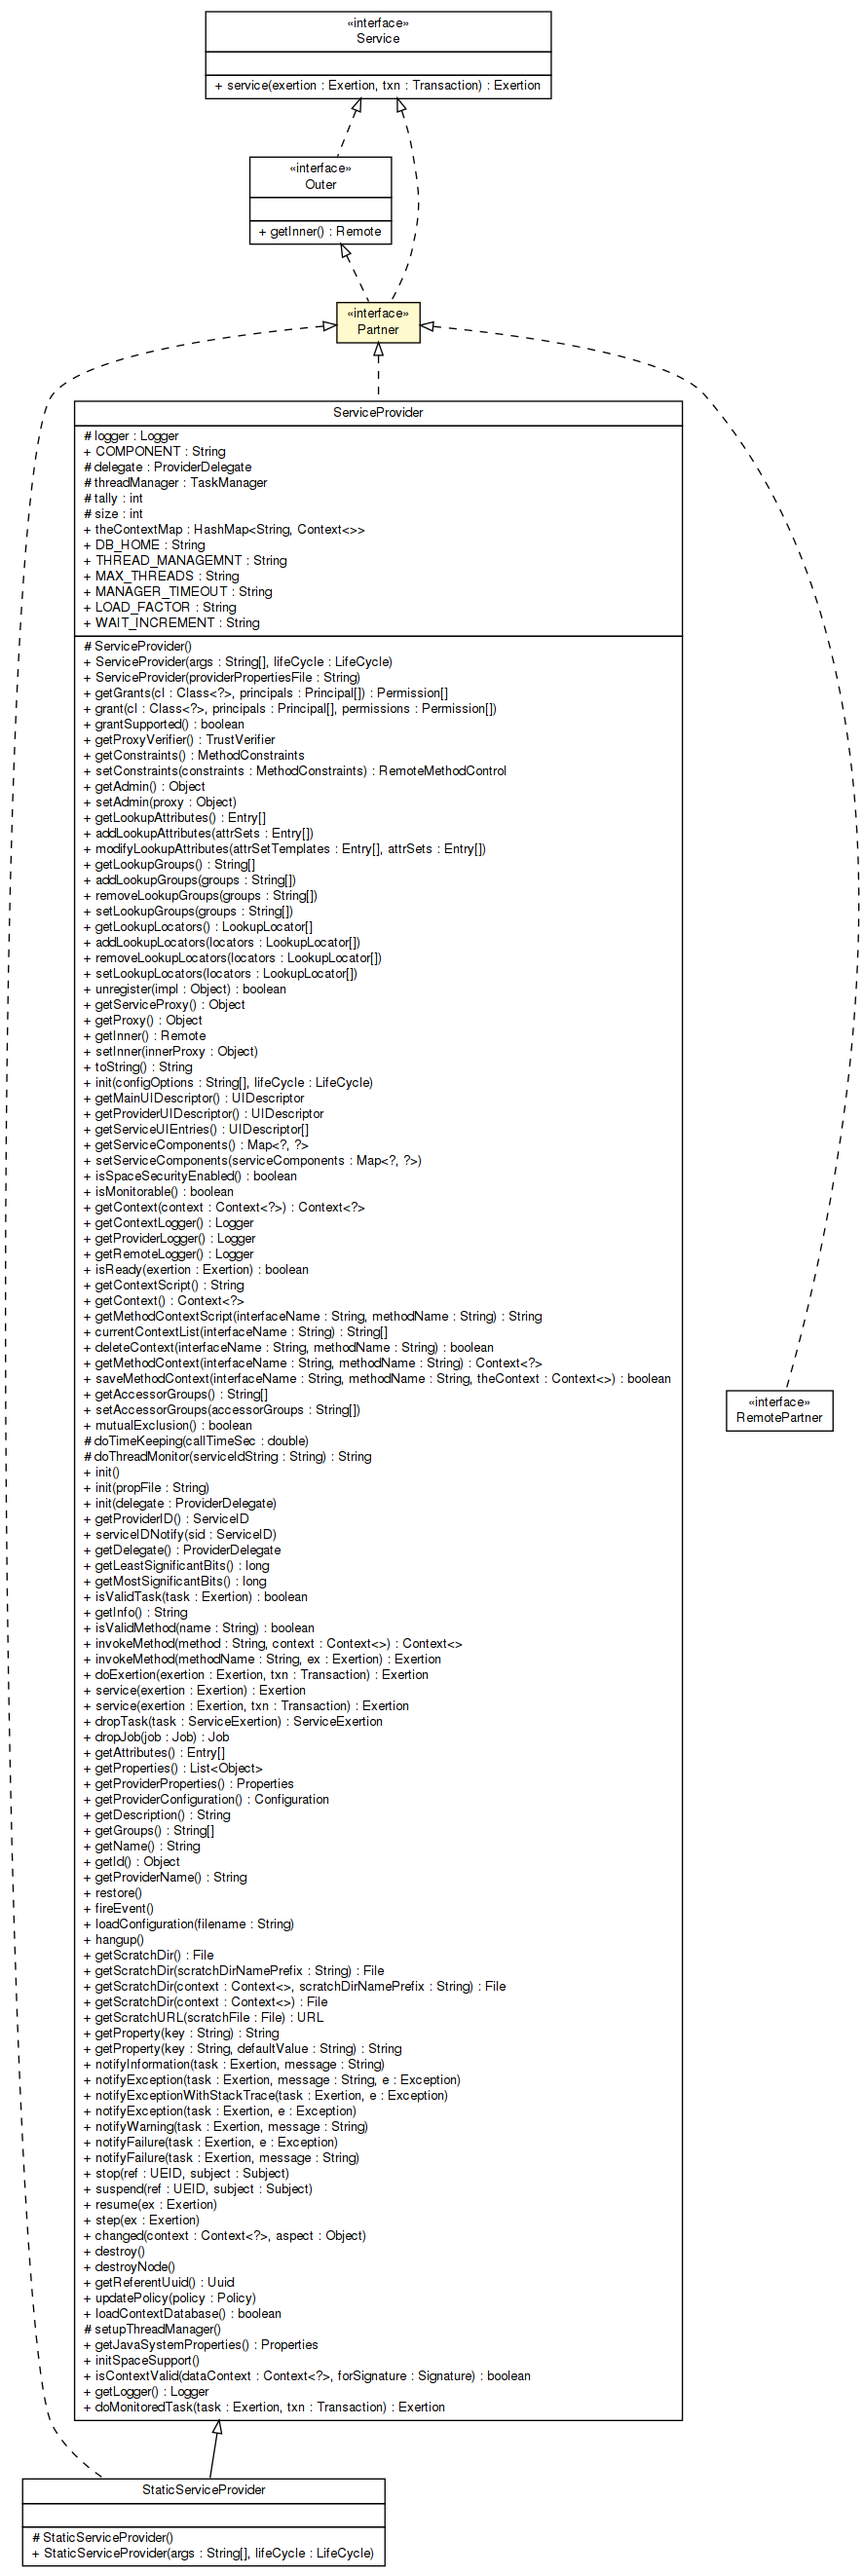 «interface»
Service
+ service(exertion : Exertion, txn : Transaction) : Exertion
«interface»
Outer
+ getInner() : Remote
«interface»
Partner
ServiceProvider
# logger : Logger
+ COMPONENT : String
# delegate : ProviderDelegate
# threadManager : TaskManager
# tally : int
# size : int
+ theContextMap : HashMap<String, Context<>>
+ DB_HOME : String
+ THREAD_MANAGEMNT : String
+ MAX_THREADS : String
+ MANAGER_TIMEOUT : String
+ LOAD_FACTOR : String
+ WAIT_INCREMENT : String
# ServiceProvider()
+ ServiceProvider(args : String[], lifeCycle : LifeCycle)
+ ServiceProvider(providerPropertiesFile : String)
+ getGrants(cl : Class<?>, principals : Principal[]) : Permission[]
+ grant(cl : Class<?>, principals : Principal[], permissions : Permission[])
+ grantSupported() : boolean
+ getProxyVerifier() : TrustVerifier
+ getConstraints() : MethodConstraints
+ setConstraints(constraints : MethodConstraints) : RemoteMethodControl
+ getAdmin() : Object
+ setAdmin(proxy : Object)
+ getLookupAttributes() : Entry[]
+ addLookupAttributes(attrSets : Entry[])
+ modifyLookupAttributes(attrSetTemplates : Entry[], attrSets : Entry[])
+ getLookupGroups() : String[]
+ addLookupGroups(groups : String[])
+ removeLookupGroups(groups : String[])
+ setLookupGroups(groups : String[])
+ getLookupLocators() : LookupLocator[]
+ addLookupLocators(locators : LookupLocator[])
+ removeLookupLocators(locators : LookupLocator[])
+ setLookupLocators(locators : LookupLocator[])
+ unregister(impl : Object) : boolean
+ getServiceProxy() : Object
+ getProxy() : Object
+ getInner() : Remote
+ setInner(innerProxy : Object)
+ toString() : String
+ init(configOptions : String[], lifeCycle : LifeCycle)
+ getMainUIDescriptor() : UIDescriptor
+ getProviderUIDescriptor() : UIDescriptor
+ getServiceUIEntries() : UIDescriptor[]
+ getServiceComponents() : Map<?, ?>
+ setServiceComponents(serviceComponents : Map<?, ?>)
+ isSpaceSecurityEnabled() : boolean
+ isMonitorable() : boolean
+ getContext(context : Context<?>) : Context<?>
+ getContextLogger() : Logger
+ getProviderLogger() : Logger
+ getRemoteLogger() : Logger
+ isReady(exertion : Exertion) : boolean
+ getContextScript() : String
+ getContext() : Context<?>
+ getMethodContextScript(interfaceName : String, methodName : String) : String
+ currentContextList(interfaceName : String) : String[]
+ deleteContext(interfaceName : String, methodName : String) : boolean
+ getMethodContext(interfaceName : String, methodName : String) : Context<?>
+ saveMethodContext(interfaceName : String, methodName : String, theContext : Context<>) : boolean
+ getAccessorGroups() : String[]
+ setAccessorGroups(accessorGroups : String[])
+ mutualExclusion() : boolean
# doTimeKeeping(callTimeSec : double)
# doThreadMonitor(serviceIdString : String) : String
«interface»
RemotePartner
+ init()
+ init(propFile : String)
+ init(delegate : ProviderDelegate)
+ getProviderID() : ServiceID
+ serviceIDNotify(sid : ServiceID)
+ getDelegate() : ProviderDelegate
+ getLeastSignificantBits() : long
+ getMostSignificantBits() : long
+ isValidTask(task : Exertion) : boolean
+ getInfo() : String
+ isValidMethod(name : String) : boolean
+ invokeMethod(method : String, context : Context<>) : Context<>
+ invokeMethod(methodName : String, ex : Exertion) : Exertion
+ doExertion(exertion : Exertion, txn : Transaction) : Exertion
+ service(exertion : Exertion) : Exertion
+ service(exertion : Exertion, txn : Transaction) : Exertion
+ dropTask(task : ServiceExertion) : ServiceExertion
+ dropJob(job : Job) : Job
+ getAttributes() : Entry[]
+ getProperties() : List<Object>
+ getProviderProperties() : Properties
+ getProviderConfiguration() : Configuration
+ getDescription() : String
+ getGroups() : String[]
+ getName() : String
+ getId() : Object
+ getProviderName() : String
+ restore()
+ fireEvent()
+ loadConfiguration(filename : String)
+ hangup()
+ getScratchDir() : File
+ getScratchDir(scratchDirNamePrefix : String) : File
+ getScratchDir(context : Context<>, scratchDirNamePrefix : String) : File
+ getScratchDir(context : Context<>) : File
+ getScratchURL(scratchFile : File) : URL
+ getProperty(key : String) : String
+ getProperty(key : String, defaultValue : String) : String
+ notifyInformation(task : Exertion, message : String)
+ notifyException(task : Exertion, message : String, e : Exception)
+ notifyExceptionWithStackTrace(task : Exertion, e : Exception)
+ notifyException(task : Exertion, e : Exception)
+ notifyWarning(task : Exertion, message : String)
+ notifyFailure(task : Exertion, e : Exception)
+ notifyFailure(task : Exertion, message : String)
+ stop(ref : UEID, subject : Subject)
+ suspend(ref : UEID, subject : Subject)
+ resume(ex : Exertion)
+ step(ex : Exertion)
+ changed(context : Context<?>, aspect : Object)
+ destroy()
+ destroyNode()
+ getReferentUuid() : Uuid
+ updatePolicy(policy : Policy)
+ loadContextDatabase() : boolean
# setupThreadManager()
+ getJavaSystemProperties() : Properties
+ initSpaceSupport()
+ isContextValid(dataContext : Context<?>, forSignature : Signature) : boolean
+ getLogger() : Logger
+ doMonitoredTask(task : Exertion, txn : Transaction) : Exertion
StaticServiceProvider
# StaticServiceProvider()
+ StaticServiceProvider(args : String[], lifeCycle : LifeCycle)